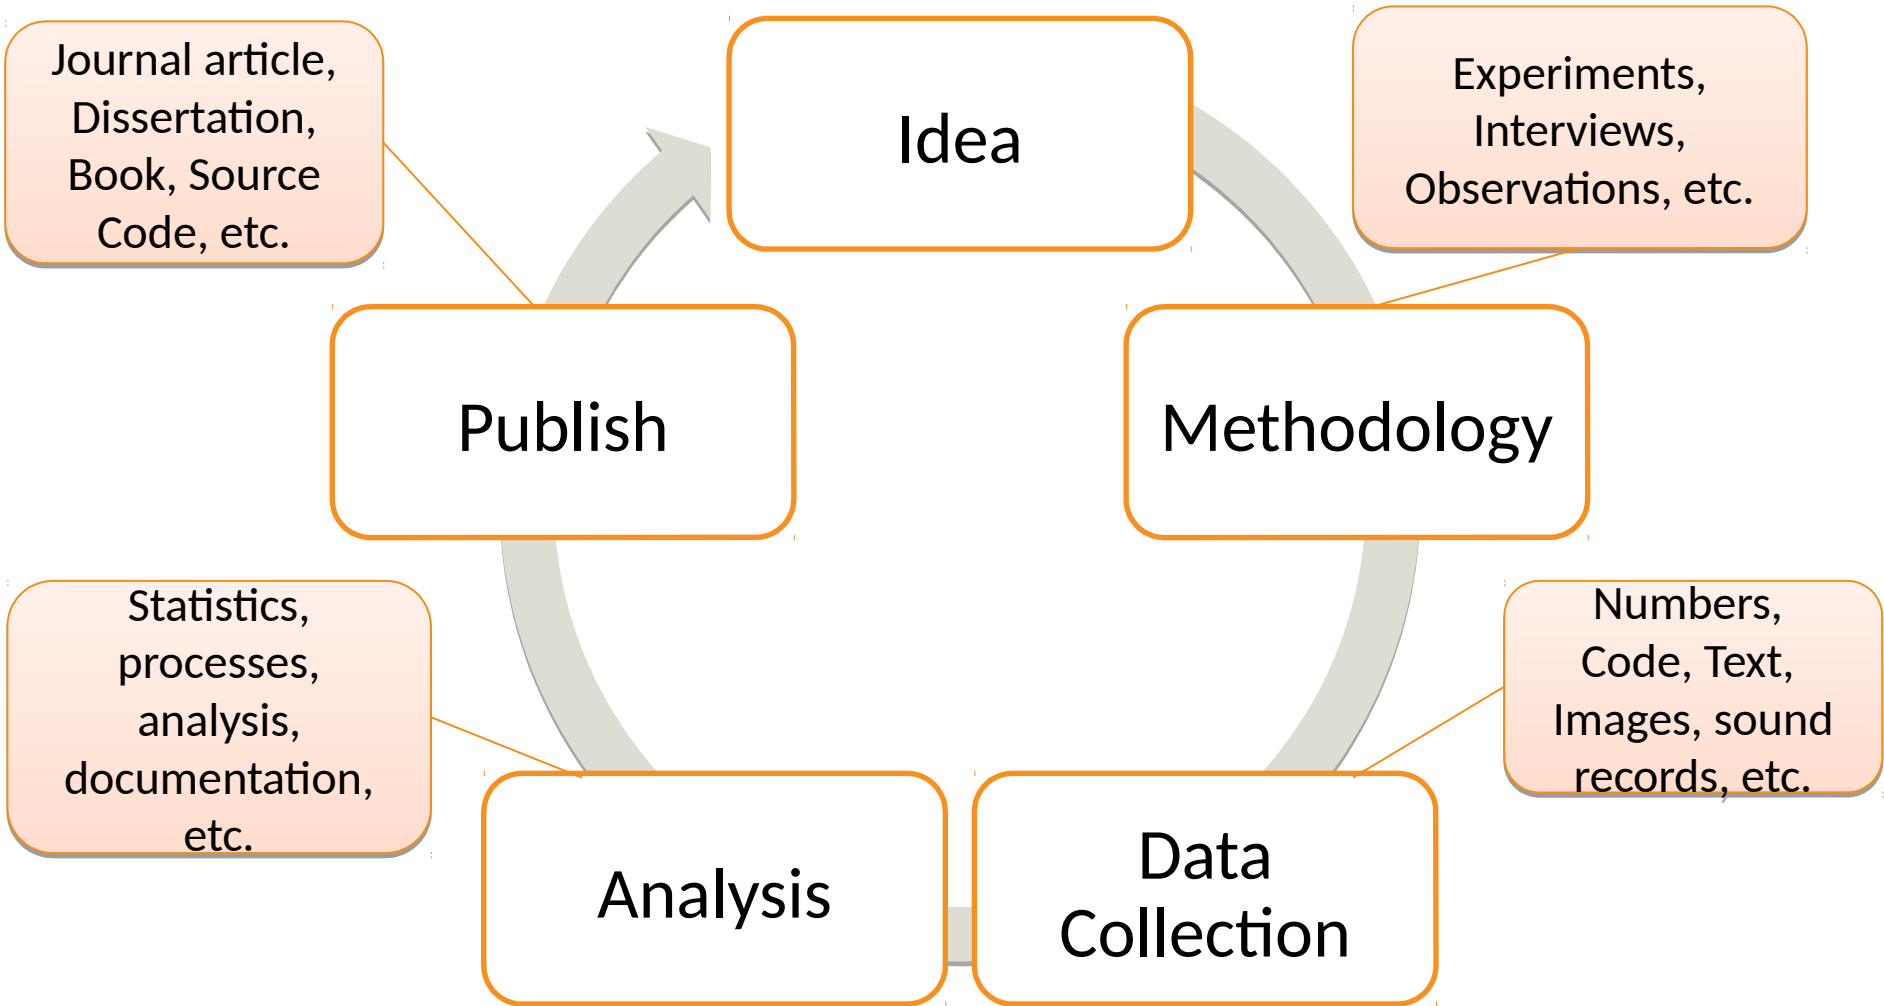 Journal article,
Dissertation,
Book, Source
Code, etc.
Idea
Experiments,
Interviews,
Observations, etc.
Publish
Methodology
Statistics,
processes,
analysis,
documentation,
etc.
Numbers,
Code, Text,
Images, sound
records, etc.
Analysis
Data
Collection